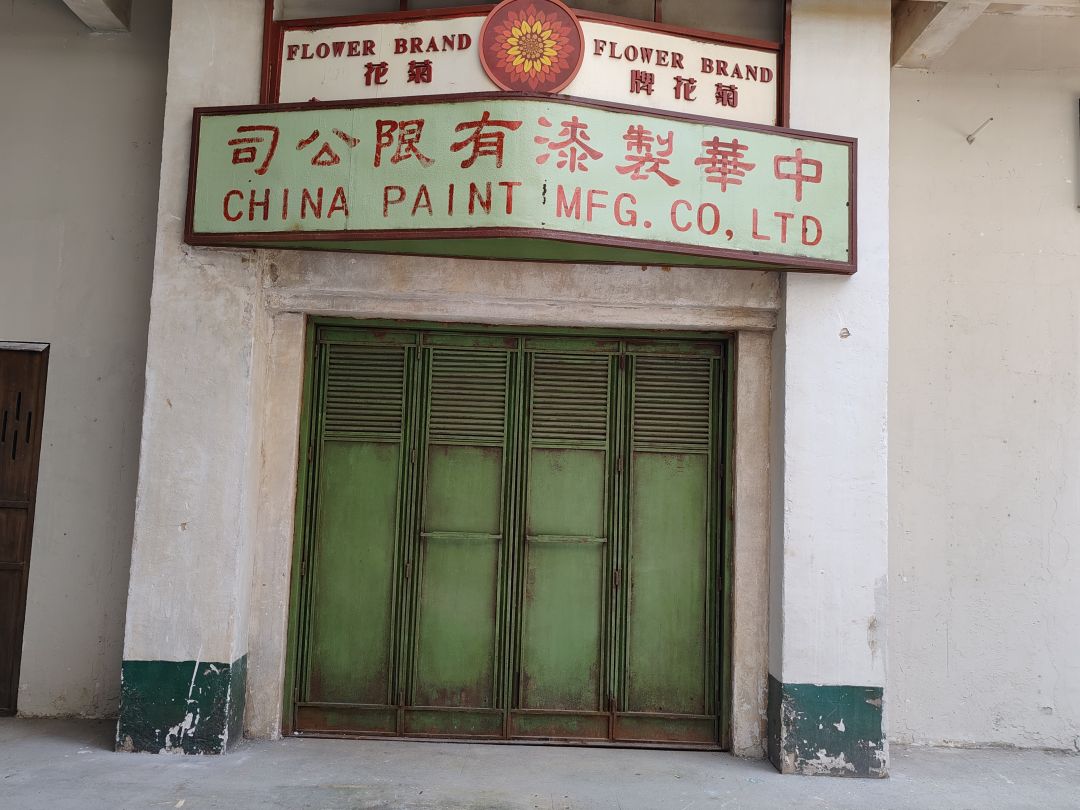 FLOWER BRAND
菊花
FLOWER BRAND
菊花牌
中華製漆有限公司
CHINA PAINT MFG. CO, LTD